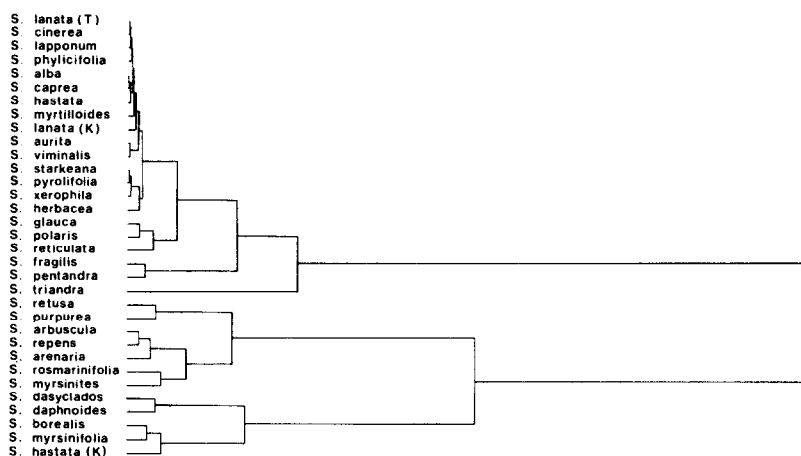 S. lanata (T)
S. cinerea
S. lapponum
S. phylicifolia
S. alba
S. caprea
S. hastata
S. myrtilloides
S. lanata (K)
S. aurita
S. viminalis
S. starkeana
S. pyrolifolia
S. xerophila
S. herbacea
S. glauca
S. polaris
S. reticulata
S. fragilis
S. pentandra
S. triandra
S. retusa
S. purpurea
S. arbuscula
S. repens
S. arenaria
S. rosmarinifolia
S. myrsinites
S. dasyclados
S. daphnoides
S. borealis
S. myrsinifolia
S. hastata (K)